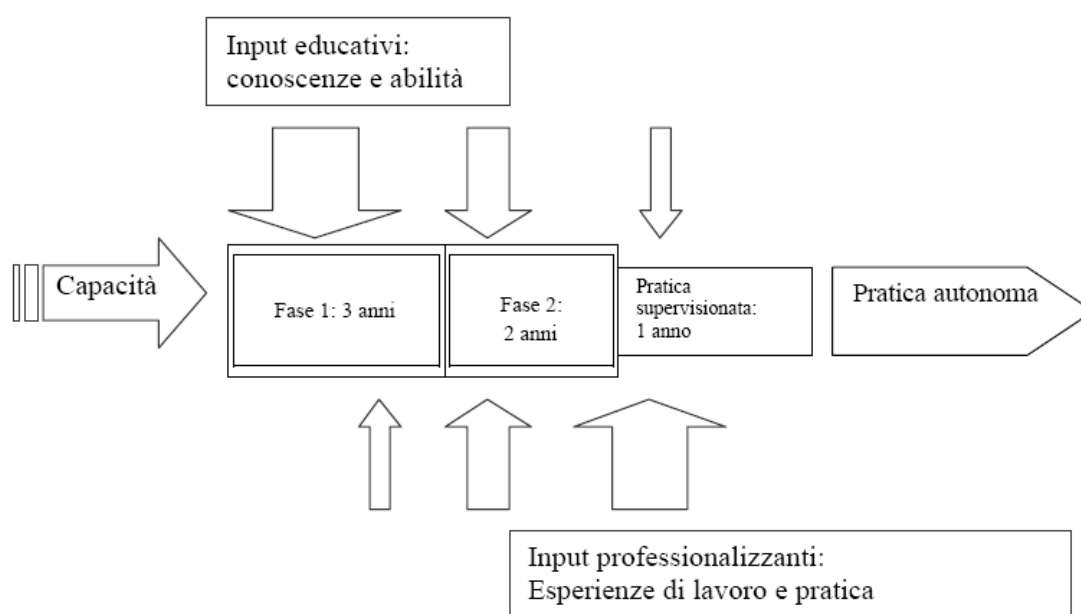 Input educativi:
conoscenze e abilità
Capacità
Fase 1: 3 anni
Fase 2:
2 anni
Pratica
supervisionata:
1 anno
Pratica autonoma
Input professionalizzanti:
Esperienze di lavoro e pratica